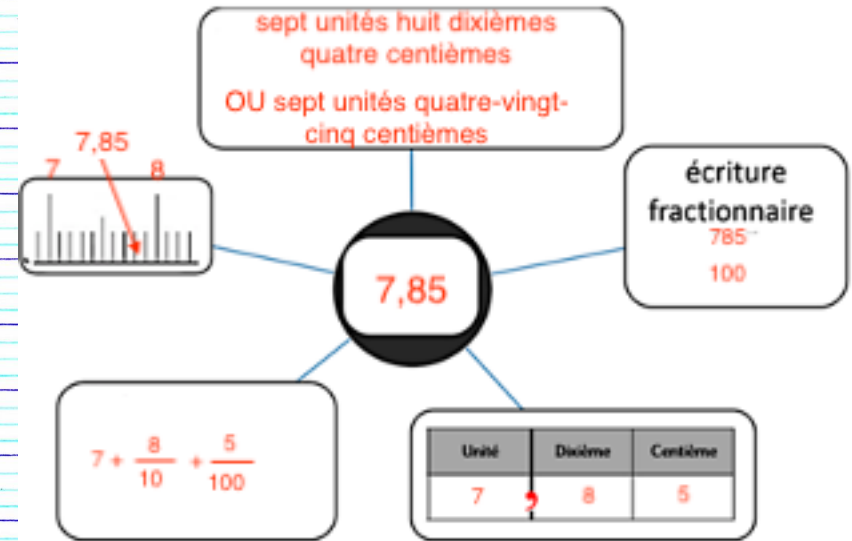 sept unités huit dixièmes
quatre centièmes
OU sept unités quatre-vingt-
cinq centièmes
7,85
7 8
écriture
fractionnaire
785
100
7,85
7 + 8/10 + 5/100
Unité Dixième Centième
7 , 8 5